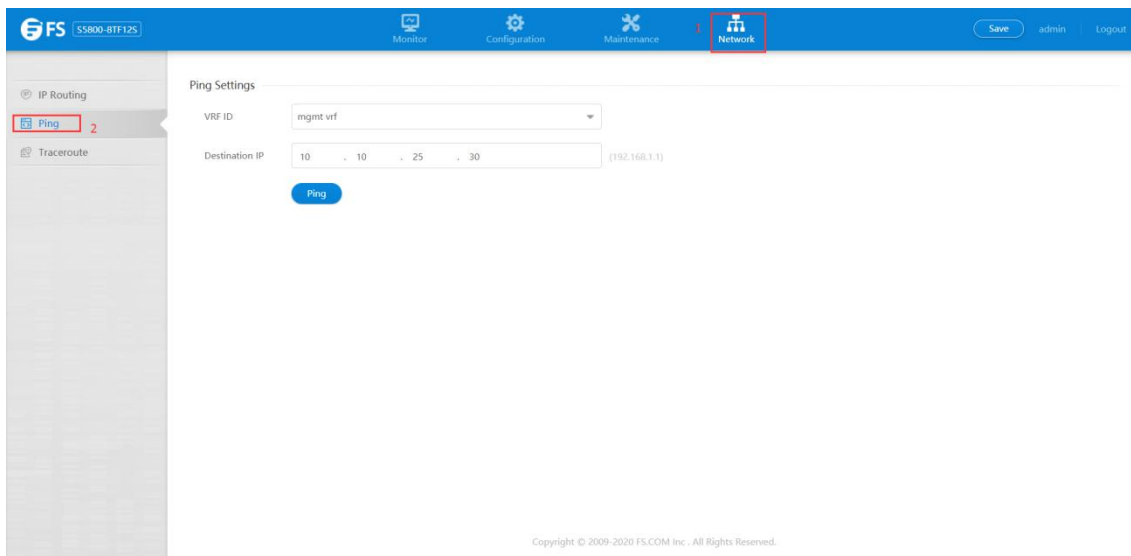 FS S5800-8TF12S
Monitor
Configuration
Maintenance
1
Network
Save admin Logout
IP Routing
Ping 2
Traceroute
Ping Settings
VRF ID mgmt vrf
Destination IP 10 . 10 . 25 . 30 (192.168.1.1)
Ping
Copyright © 2009-2020 FS.COM Inc . All Rights Reserved.